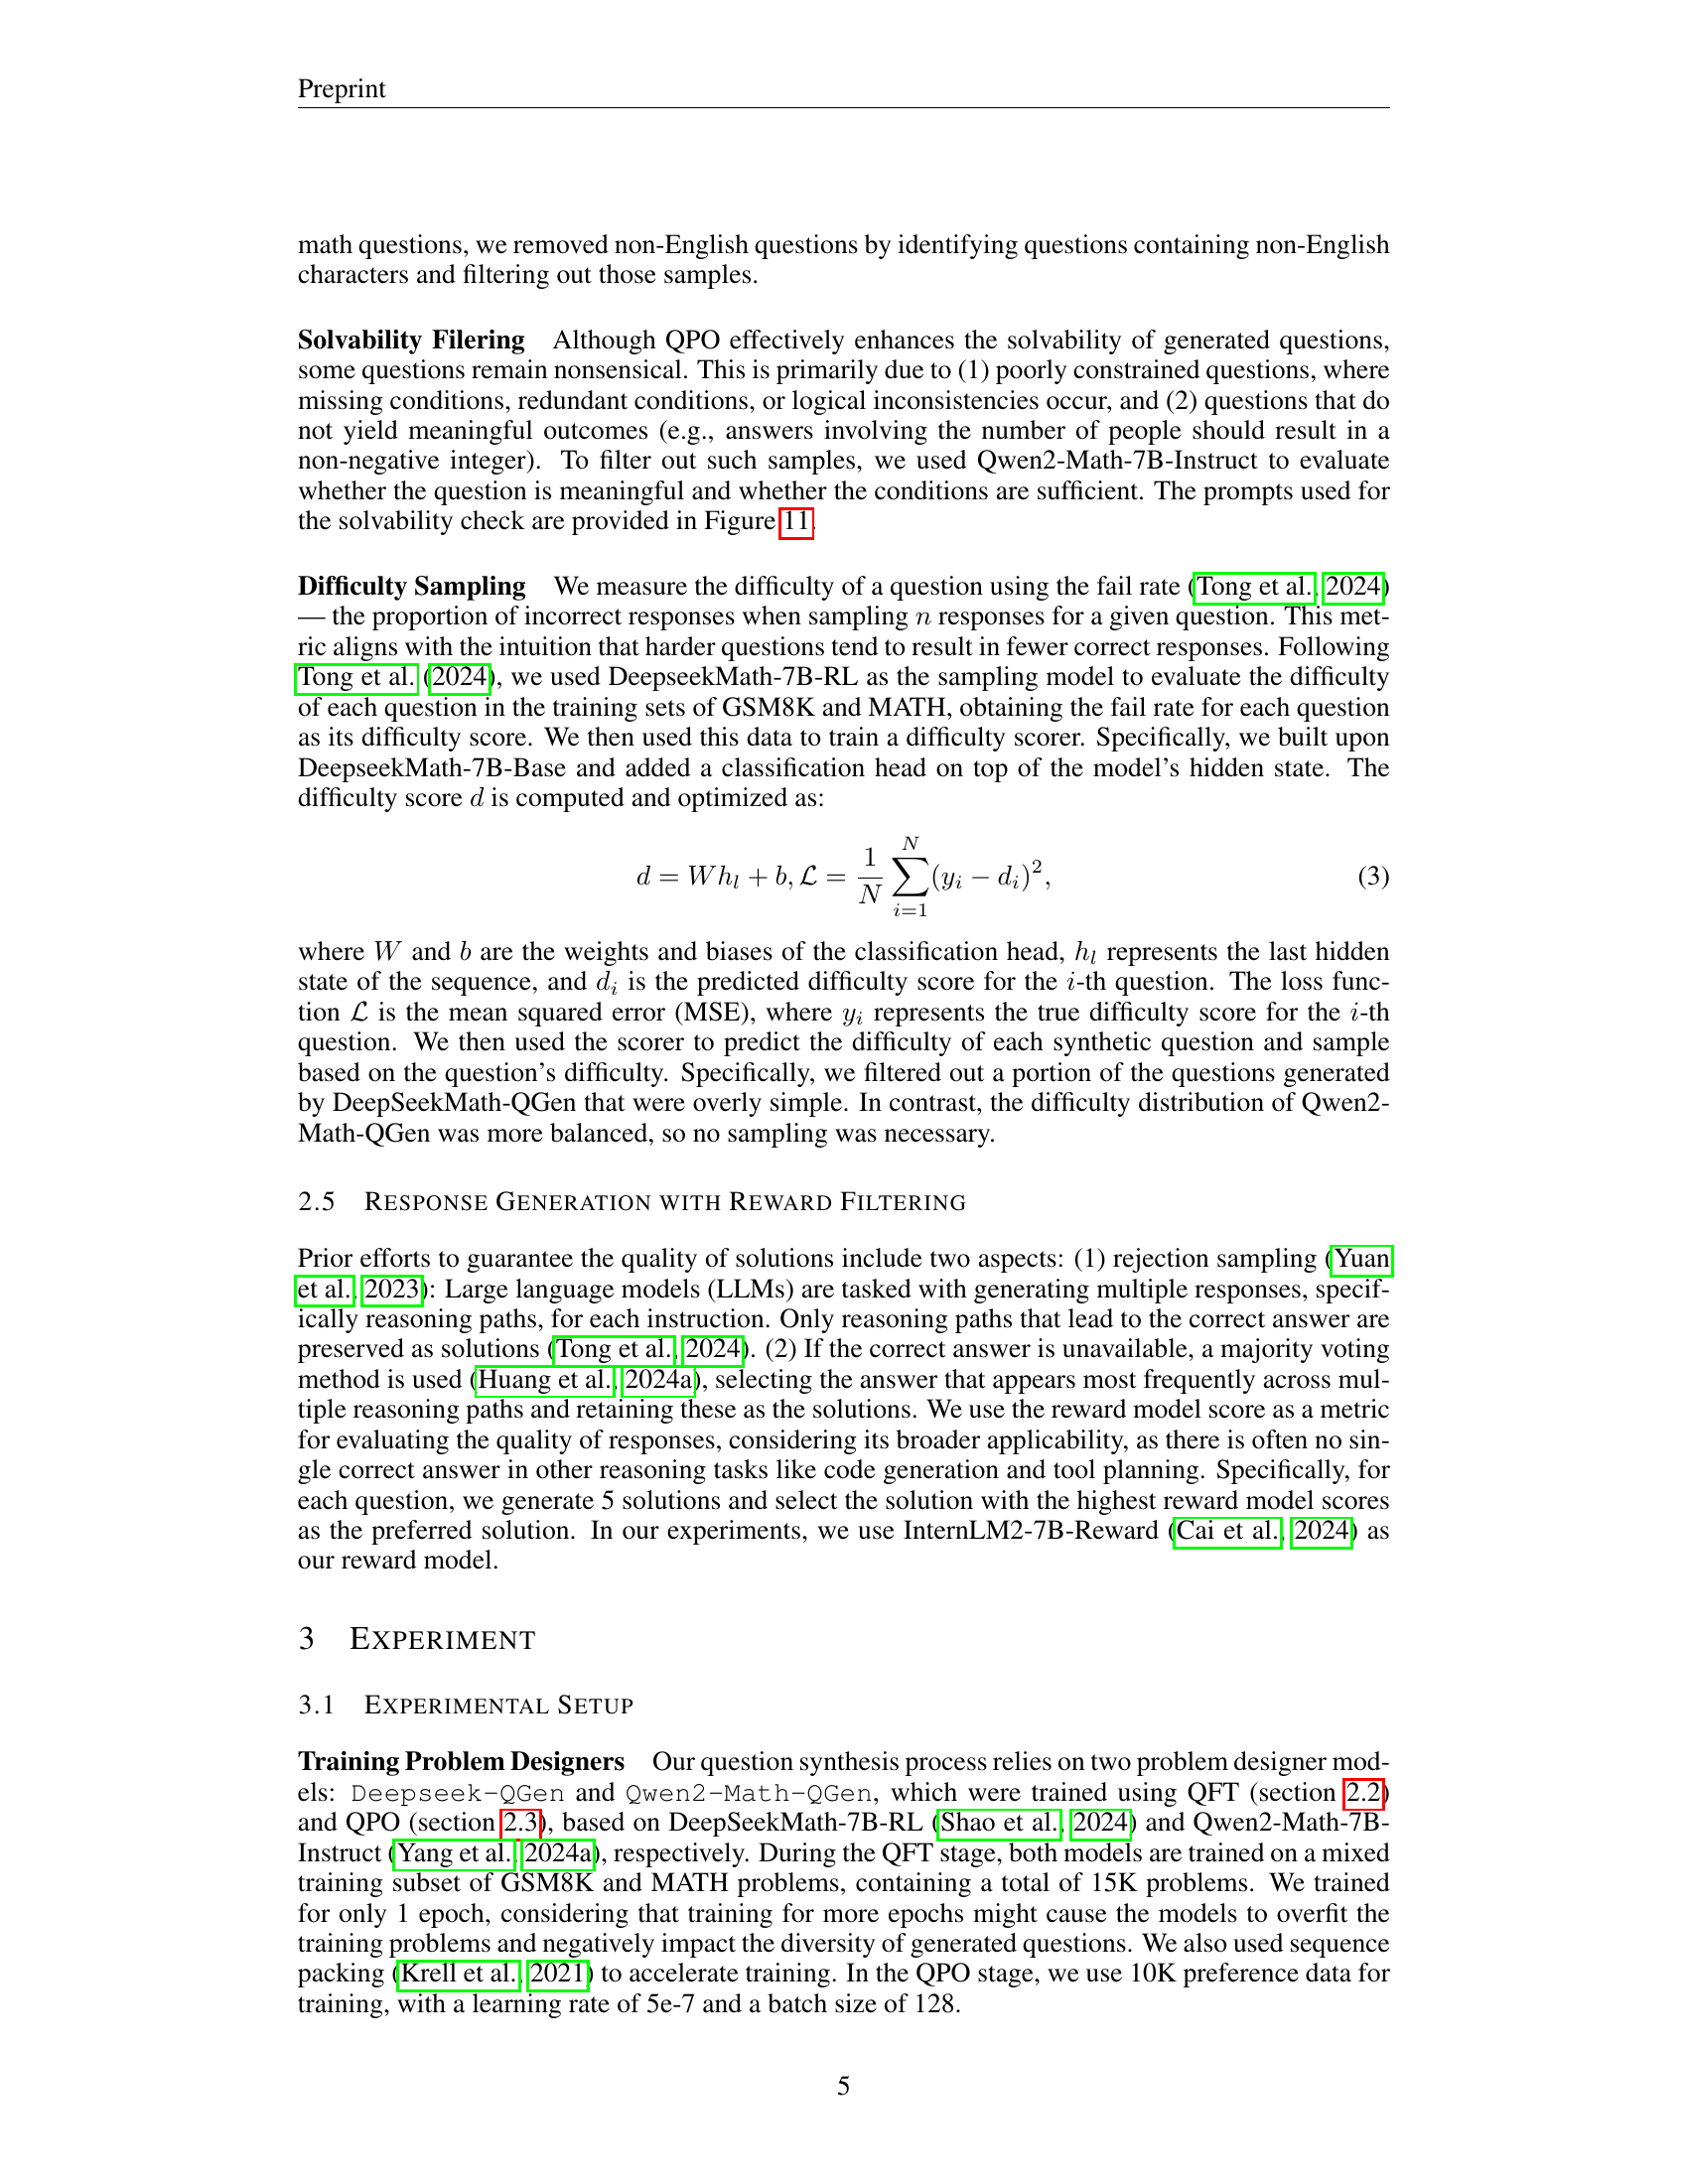 Preprint
math questions, we removed non-English questions by identifying questions containing non-English
characters and filtering out those samples.
Solvability Filering Although QPO effectively enhances the solvability of generated questions,
some questions remain nonsensical. This is primarily due to (1) poorly constrained questions, where
missing conditions, redundant conditions, or logical inconsistencies occur, and (2) questions that do
not yield meaningful outcomes (e.g., answers involving the number of people should result in a
non-negative integer). To filter out such samples, we used Qwen2-Math-7B-Instruct to evaluate
whether the question is meaningful and whether the conditions are sufficient. The prompts used for
the solvability check are provided in Figure 11.
Difficulty Sampling We measure the difficulty of a question using the fail rate (Tong et al., 2024)
— the proportion of incorrect responses when sampling n responses for a given question. This met-
ric aligns with the intuition that harder questions tend to result in fewer correct responses. Following
Tong et al. (2024), we used DeepseekMath-7B-RL as the sampling model to evaluate the difficulty
of each question in the training sets of GSM8K and MATH, obtaining the fail rate for each question
as its difficulty score. We then used this data to train a difficulty scorer. Specifically, we built upon
DeepseekMath-7B-Base and added a classification head on top of the model's hidden state. The
difficulty score d is computed and optimized as:
d = Wh_l + b, ℒ = \frac{1}{N} \sum_{i=1}^{N} (y_i − d_i)^2, (3)
where W and b are the weights and biases of the classification head, h_l represents the last hidden
state of the sequence, and d_i is the predicted difficulty score for the i-th question. The loss func-
tion ℒ is the mean squared error (MSE), where y_i represents the true difficulty score for the i-th
question. We then used the scorer to predict the difficulty of each synthetic question and sample
based on the question's difficulty. Specifically, we filtered out a portion of the questions generated
by DeepSeekMath-QGen that were overly simple. In contrast, the difficulty distribution of Qwen2-
Math-QGen was more balanced, so no sampling was necessary.
2.5 RESPONSE GENERATION WITH REWARD FILTERING
Prior efforts to guarantee the quality of solutions include two aspects: (1) rejection sampling (Yuan
et al., 2023): Large language models (LLMs) are tasked with generating multiple responses, specif-
ically reasoning paths, for each instruction. Only reasoning paths that lead to the correct answer are
preserved as solutions (Tong et al., 2024). (2) If the correct answer is unavailable, a majority voting
method is used (Huang et al., 2024a), selecting the answer that appears most frequently across mul-
tiple reasoning paths and retaining these as the solutions. We use the reward model score as a metric
for evaluating the quality of responses, considering its broader applicability, as there is often no sin-
gle correct answer in other reasoning tasks like code generation and tool planning. Specifically, for
each question, we generate 5 solutions and select the solution with the highest reward model scores
as the preferred solution. In our experiments, we use InternLM2-7B-Reward (Cai et al., 2024) as
our reward model.
3 EXPERIMENT
3.1 EXPERIMENTAL SETUP
Training Problem Designers Our question synthesis process relies on two problem designer mod-
els: Deepseek-QGen and Qwen2-Math-QGen, which were trained using QFT (section 2.2)
and QPO (section 2.3), based on DeepSeekMath-7B-RL (Shao et al., 2024) and Qwen2-Math-7B-
Instruct (Yang et al., 2024a), respectively. During the QFT stage, both models are trained on a mixed
training subset of GSM8K and MATH problems, containing a total of 15K problems. We trained
for only 1 epoch, considering that training for more epochs might cause the models to overfit the
training problems and negatively impact the diversity of generated questions. We also used sequence
packing (Krell et al., 2021) to accelerate training. In the QPO stage, we use 10K preference data for
training, with a learning rate of 5e-7 and a batch size of 128.
5